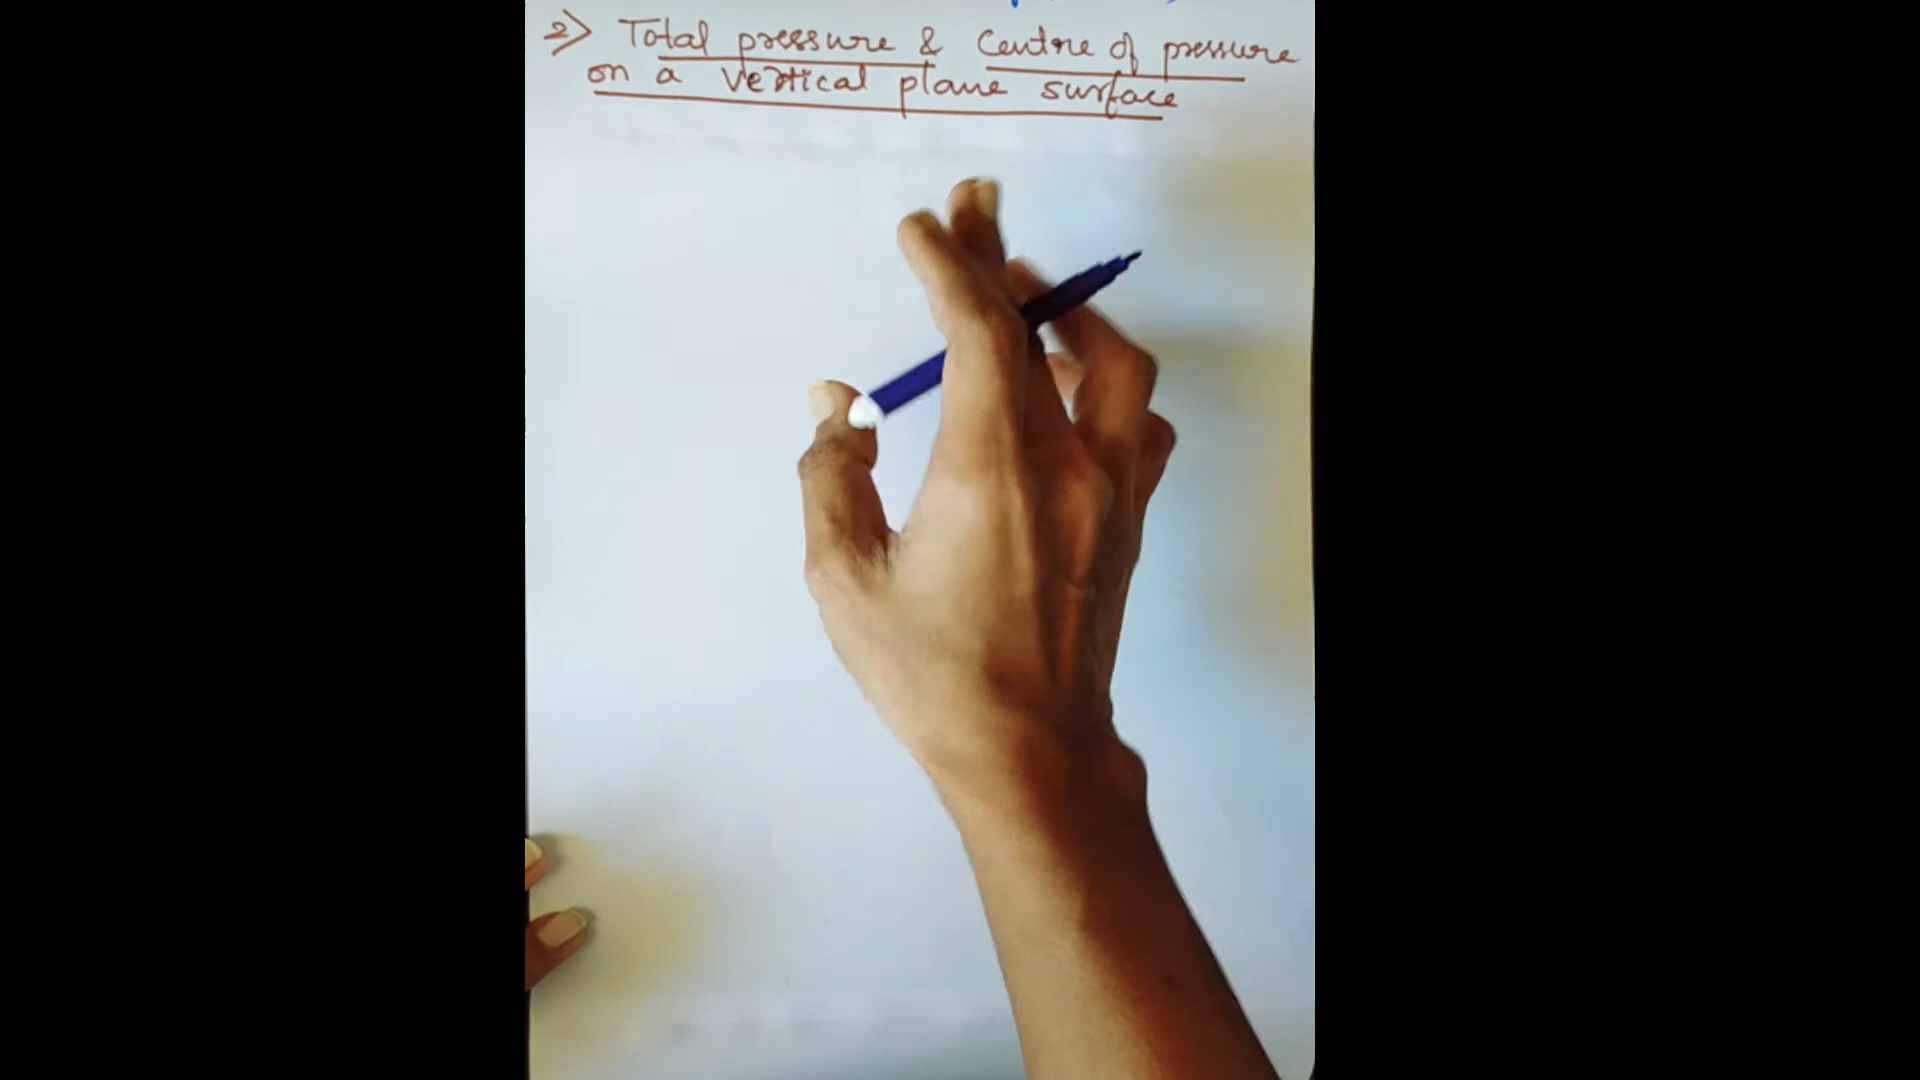 2> Total pressure & Centre of pressure
on a vertical plane surface